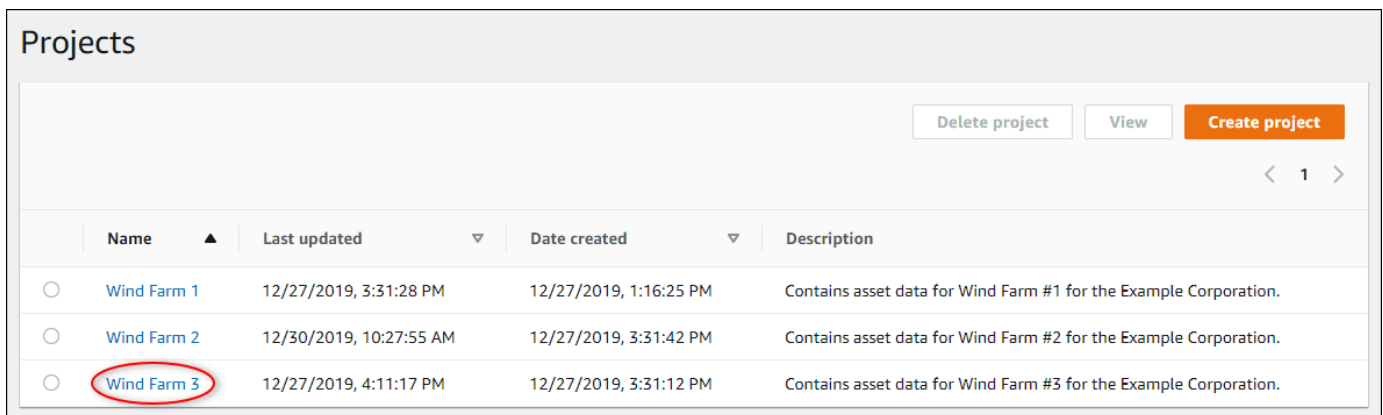 Projects
Delete project View Create project
1
Name Last updated Date created Description
Wind Farm 1 12/27/2019, 3:31:28 PM 12/27/2019, 1:16:25 PM Contains asset data for Wind Farm #1 for the Example Corporation.
Wind Farm 2 12/30/2019, 10:27:55 AM 12/27/2019, 3:31:42 PM Contains asset data for Wind Farm #2 for the Example Corporation.
Wind Farm 3 12/27/2019, 4:11:17 PM 12/27/2019, 3:31:12 PM Contains asset data for Wind Farm #3 for the Example Corporation.